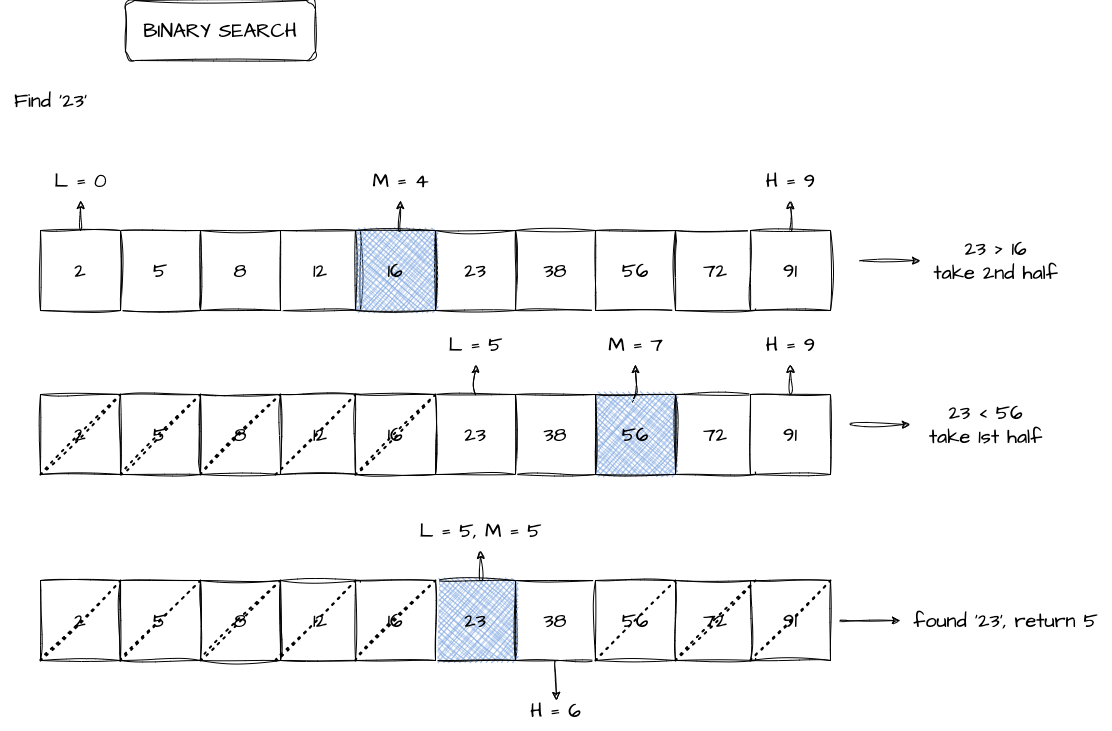 BINARY SEARCH
Find '23'
L = 0 M = 4 H = 9
2 5 8 12 16 23 38 56 72 91
23 > 16
take 2nd half
L = 5 M = 7 H = 9
2 5 8 12 16 23 38 56 72 91
23 < 56
take 1st half
L = 5, M = 5
2 5 8 12 16 23 38 56 72 91
found '23', return 5
H = 6